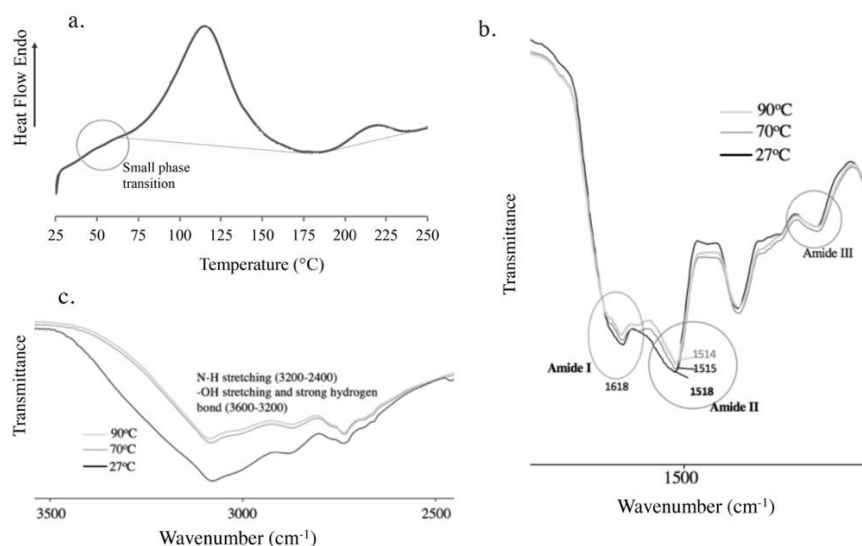 a.
Heat Flow Endo
Small phase
transition
25 50 75 100 125 150 175 200 225 250
Temperature (°C)
b.
Transmittance
90°C
70°C
27°C
Amide III
Amide I
1618
1514
1515
1518
Amide II
1500
Wavenumber (cm⁻¹)
c.
Transmittance
N-H stretching (3200-2400)
-OH stretching and strong hydrogen
bond (3600-3200)
90°C
70°C
27°C
3500 3000 2500
Wavenumber (cm⁻¹)